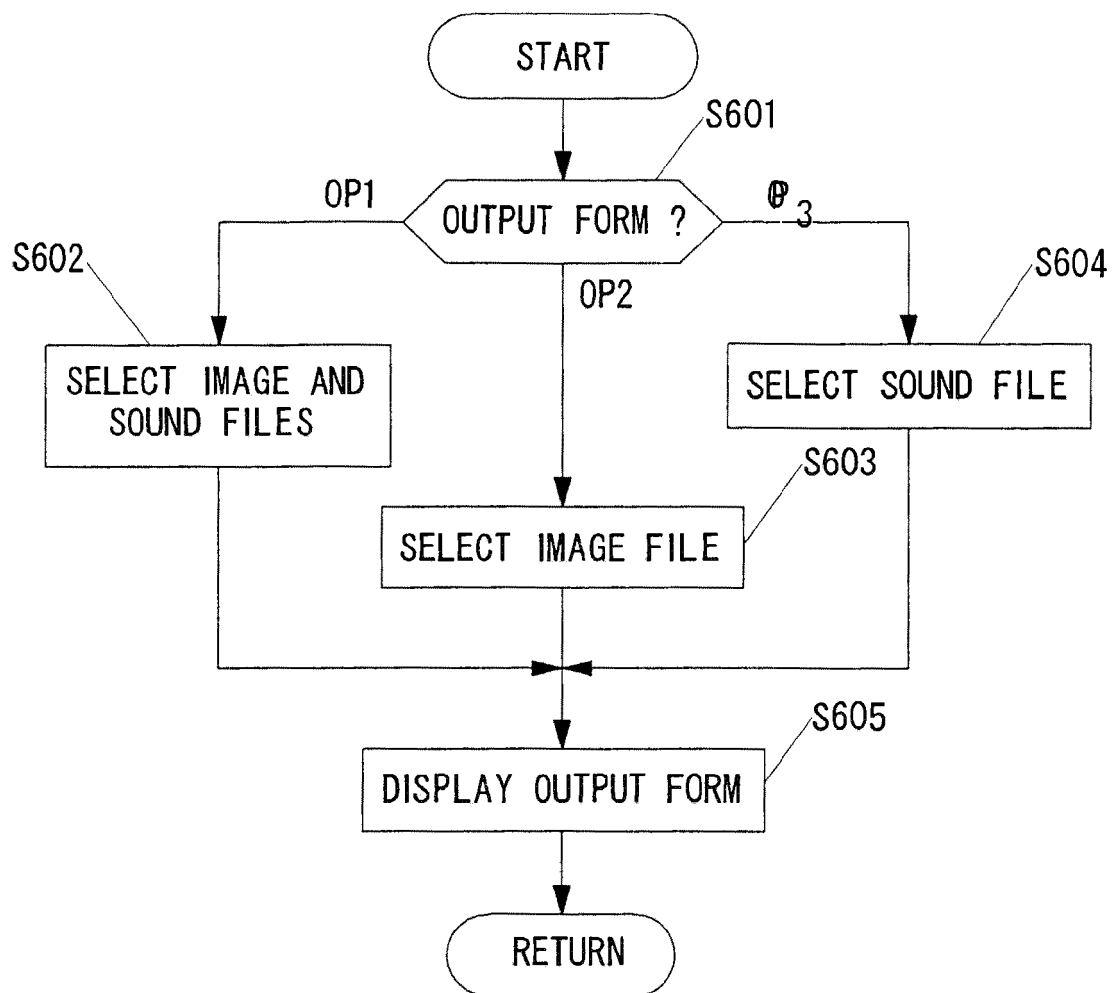 START
S601
OP1
OUTPUT FORM ?
OP3
S602
OP2
S604
SELECT IMAGE AND
SOUND FILES
SELECT SOUND FILE
S603
SELECT IMAGE FILE
S605
DISPLAY OUTPUT FORM
RETURN